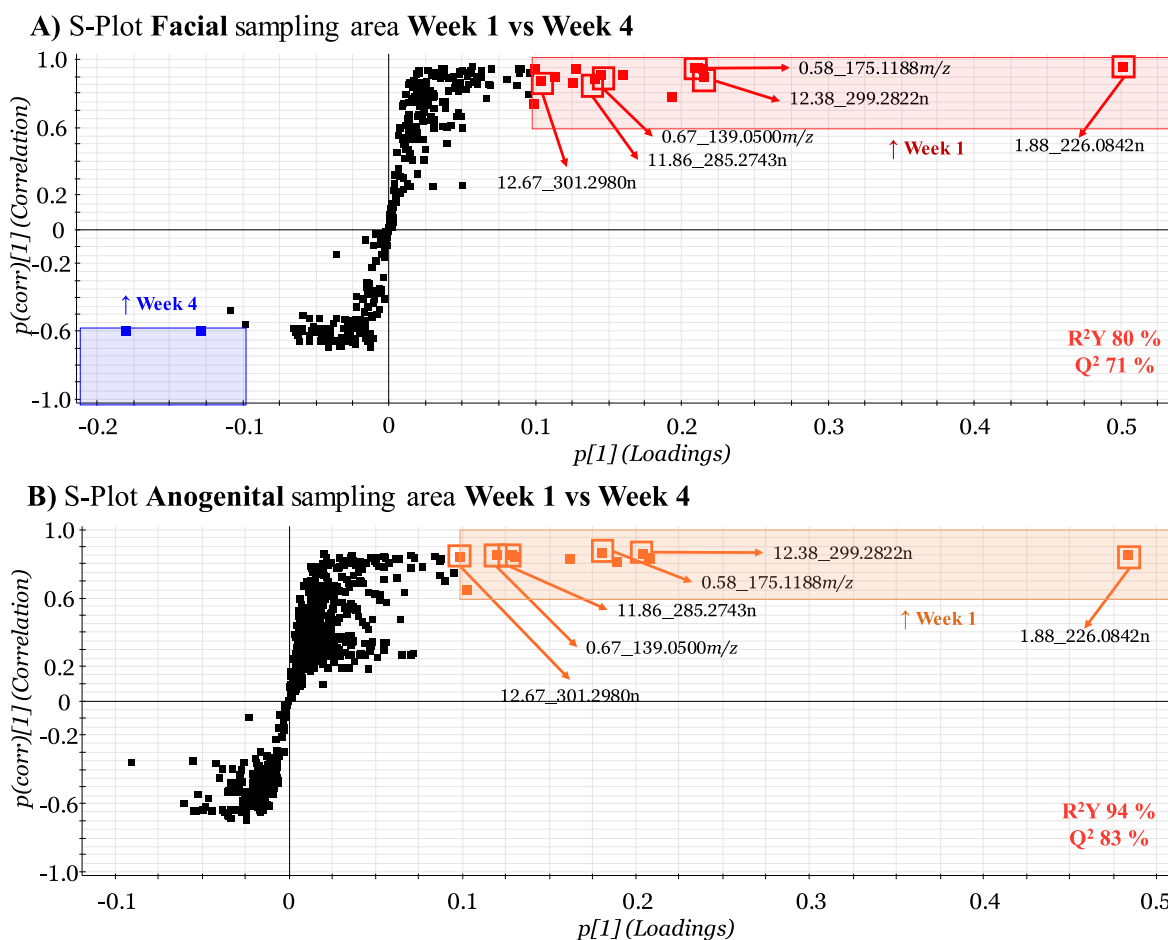 A) S-Plot Facial sampling area Week 1 vs Week 4
1.0
0.6
0.2
0
-0.2
-0.6
-1.0
p(corr)[1] (Correlation)
0.58_175.1188m/z
12.38_299.2822n
0.67_139.0500m/z
11.86_285.2743n
12.67_301.2980n
↑ Week 1
1.88_226.0842n
↑ Week 4
R²Y 80 %
Q² 71 %
-0.2 -0.1 0 0.1 0.2 0.3 0.4 0.5
p[1] (Loadings)
B) S-Plot Anogenital sampling area Week 1 vs Week 4
1.0
0.6
0.2
0
-0.2
-0.6
-1.0
p(corr)[1] (Correlation)
12.38_299.2822n
0.58_175.1188m/z
11.86_285.2743n
0.67_139.0500m/z
12.67_301.2980n
↑ Week 1
1.88_226.0842n
R²Y 94 %
Q² 83 %
-0.1 0 0.1 0.2 0.3 0.4 0.5
p[1] (Loadings)